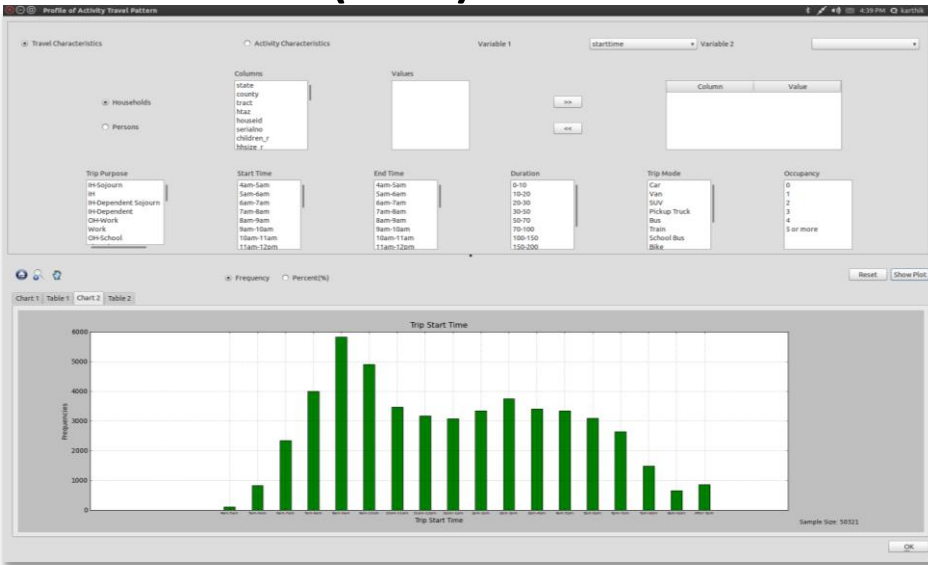 Profile of Activity Travel Pattern
4:39 PM karthik
Travel Characteristics
Activity Characteristics
Variable 1
starttime
Variable 2
Columns
Values
state
county
tract
htaz
houseid
serialno
children_r
hhsize_r
Households
Persons
>>
<<
Column Value
Trip Purpose
IH-Sojourn
IH
IH-Dependent Sojourn
IH-Dependent
OH-Work
Work
OH-School
Start Time
4am-5am
5am-6am
6am-7am
7am-8am
8am-9am
9am-10am
10am-11am
11am-12pm
End Time
4am-5am
5am-6am
6am-7am
7am-8am
8am-9am
9am-10am
10am-11am
11am-12pm
Duration
0-10
10-20
20-30
30-50
50-70
70-100
100-150
150-200
Trip Mode
Car
Van
SUV
Pickup Truck
Bus
Train
School Bus
Bike
Occupancy
0
1
2
3
4
5 or more
Frequency
Percent(%)
Reset
Show Plot
Chart 1
Table 1
Chart 2
Table 2
Trip Start Time
6000
5000
4000
3000
2000
1000
0
Frequencies
Trip Start Time
Sample Size: 50321
OK